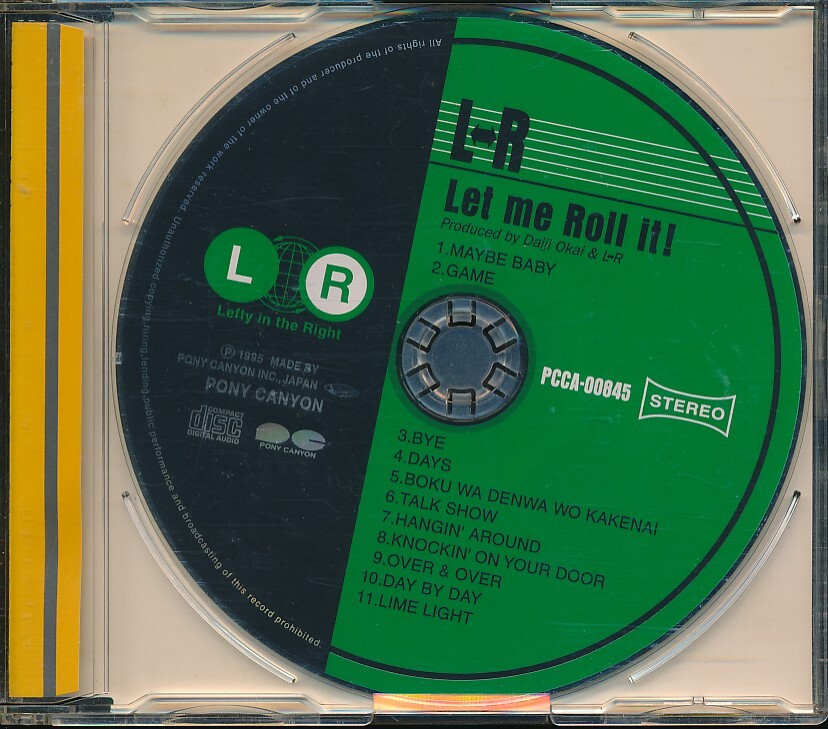 All rights of the producer and of the owner of the work reserved. Unauthorized copying,hiring,lending,public performance and broadcasting of this record prohibited.
L↔R
Let me Roll it!
Produced by Daiji Okai & L↔R
1.MAYBE BABY
2.GAME
L R
Lefty in the Right
Ⓟ 1995 MADE BY
PONY CANYON INC., JAPAN
PONY CANYON
COMPACT
disc
DIGITAL AUDIO
PC
PONY CANYON
PCCA-00845
STEREO
3.BYE
4.DAYS
5.BOKU WA DENWA WO KAKENAI
6.TALK SHOW
7.HANGIN' AROUND
8.KNOCKIN' ON YOUR DOOR
9.OVER & OVER
10.DAY BY DAY
11.LIME LIGHT